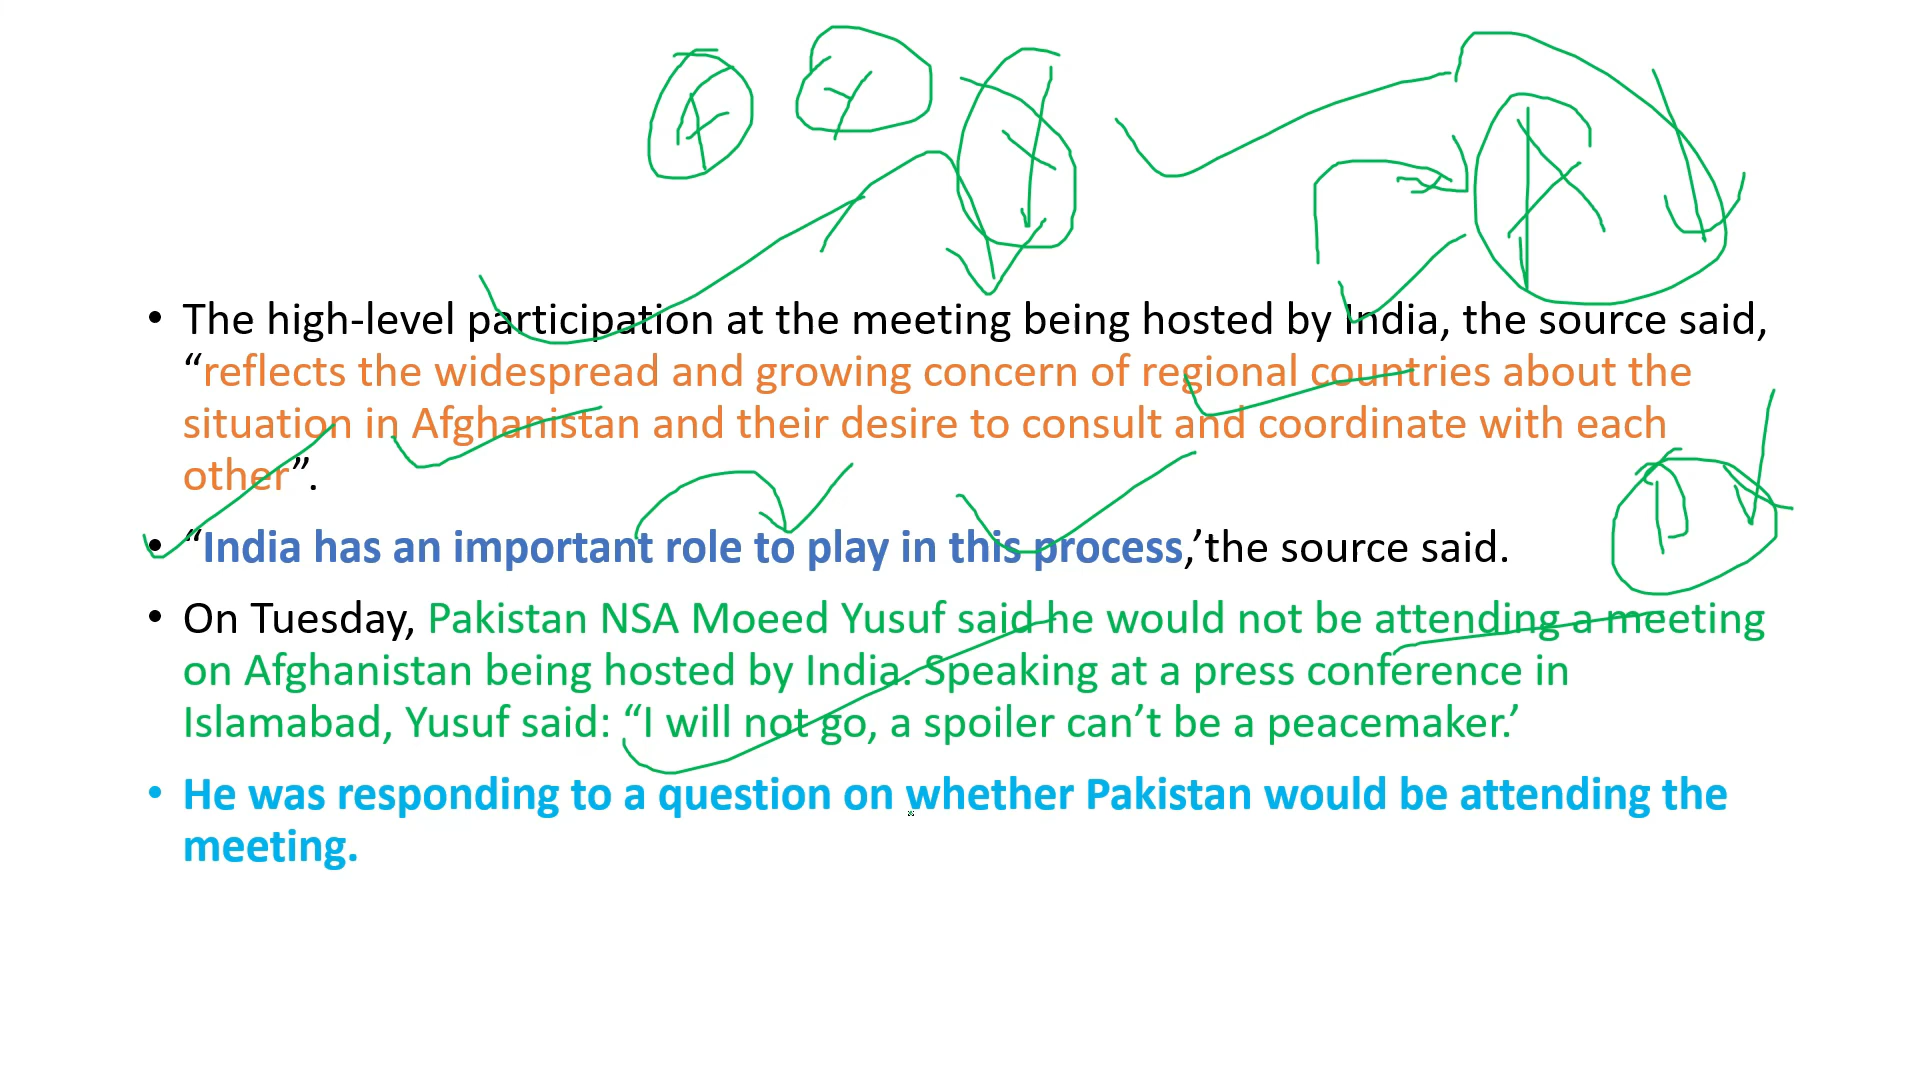 • The high-level participation at the meeting being hosted by India, the source said,
“reflects the widespread and growing concern of regional countries about the
situation in Afghanistan and their desire to consult and coordinate with each
other”.
• “India has an important role to play in this process,’the source said.
• On Tuesday, Pakistan NSA Moeed Yusuf said he would not be attending a meeting
on Afghanistan being hosted by India. Speaking at a press conference in
Islamabad, Yusuf said: “I will not go, a spoiler can’t be a peacemaker.’
• He was responding to a question on whether Pakistan would be attending the
meeting.